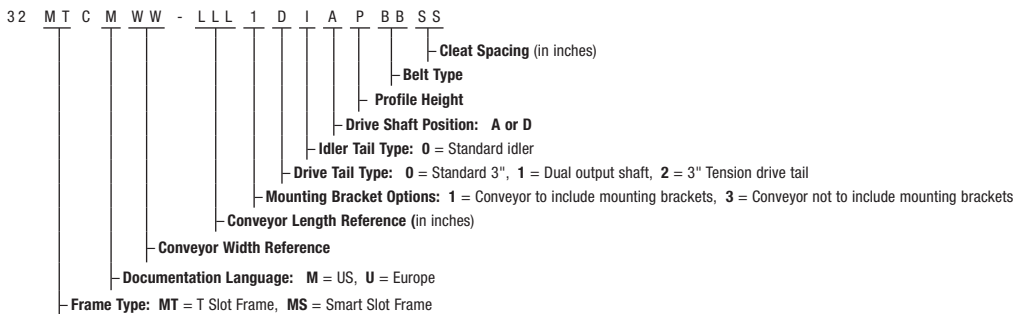 32 MT C M WW - LLL 1 D I A P BB SS
Cleat Spacing (in inches)
Belt Type
Profile Height
Drive Shaft Position: A or D
Idler Tail Type: 0 = Standard idler
Drive Tail Type: 0 = Standard 3", 1 = Dual output shaft, 2 = 3" Tension drive tail
Mounting Bracket Options: 1 = Conveyor to include mounting brackets, 3 = Conveyor not to include mounting brackets
Conveyor Length Reference (in inches)
Conveyor Width Reference
Documentation Language: M = US, U = Europe
Frame Type: MT = T Slot Frame, MS = Smart Slot Frame